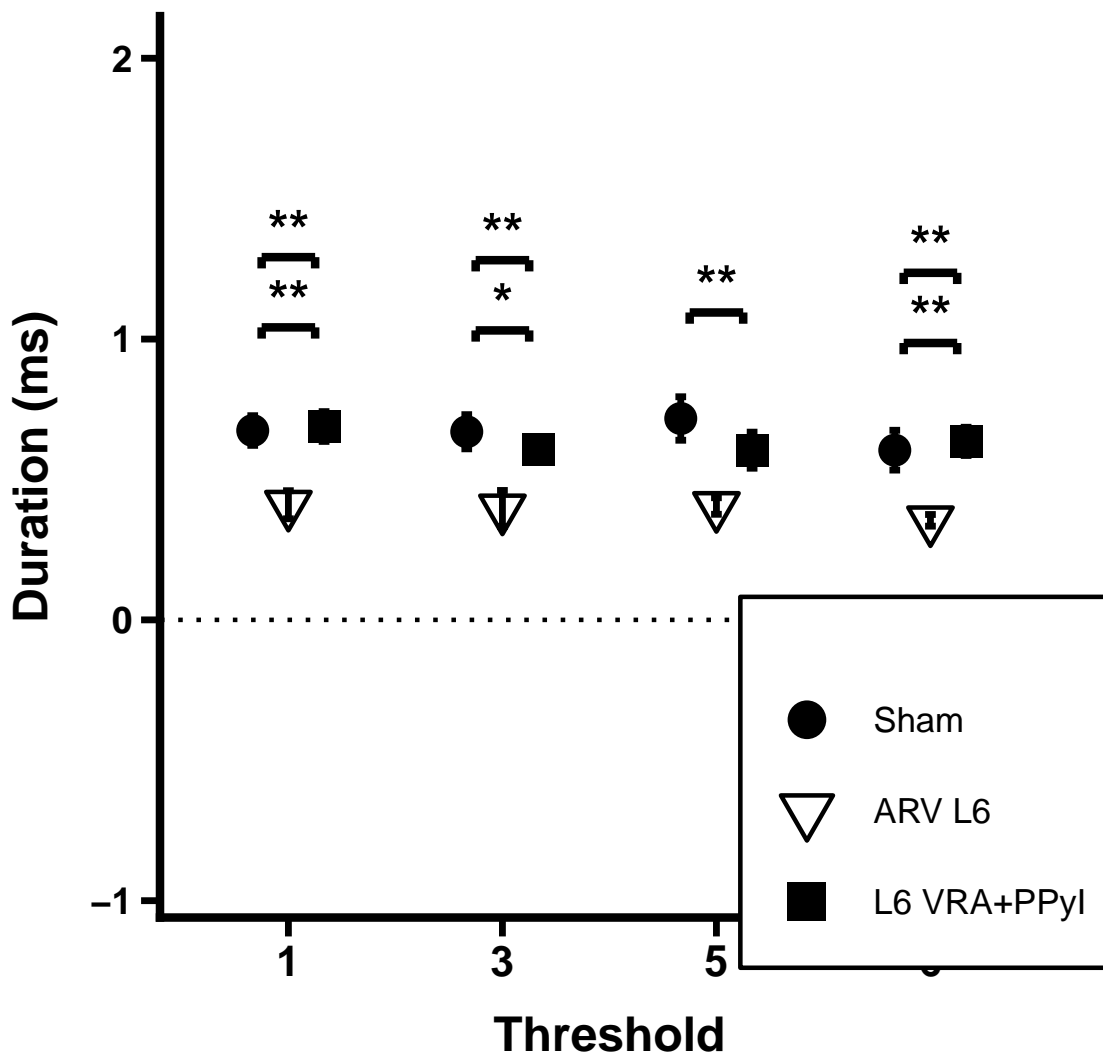 2
** **
**
**
** * **
**
1
Duration (ms)
0
Sham
ARV L6
L6 VRA+PPyI
–1
1 3 5
Threshold